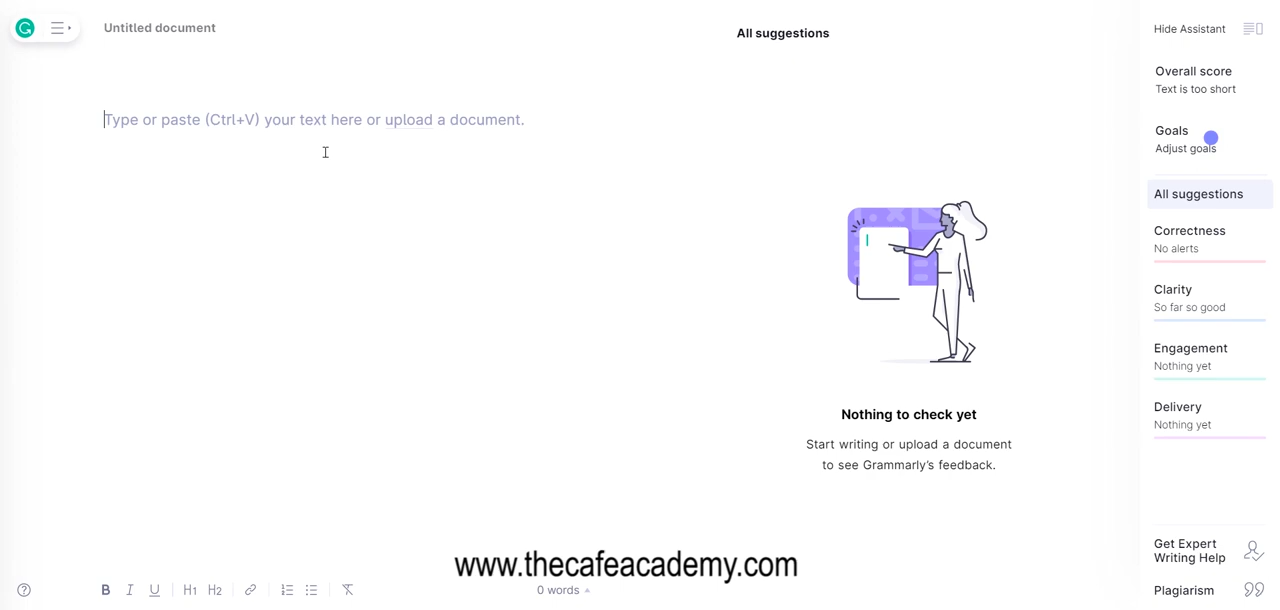 Untitled document
All suggestions
Type or paste (Ctrl+V) your text here or upload a document.
Nothing to check yet
Start writing or upload a document
to see Grammarly's feedback.
Hide Assistant
Overall score
Text is too short
Goals
Adjust goals
All suggestions
Correctness
No alerts
Clarity
So far so good
Engagement
Nothing yet
Delivery
Nothing yet
Get Expert
Writing Help
Plagiarism
www.thecafeacademy.com
B I U H1 H2
0 words